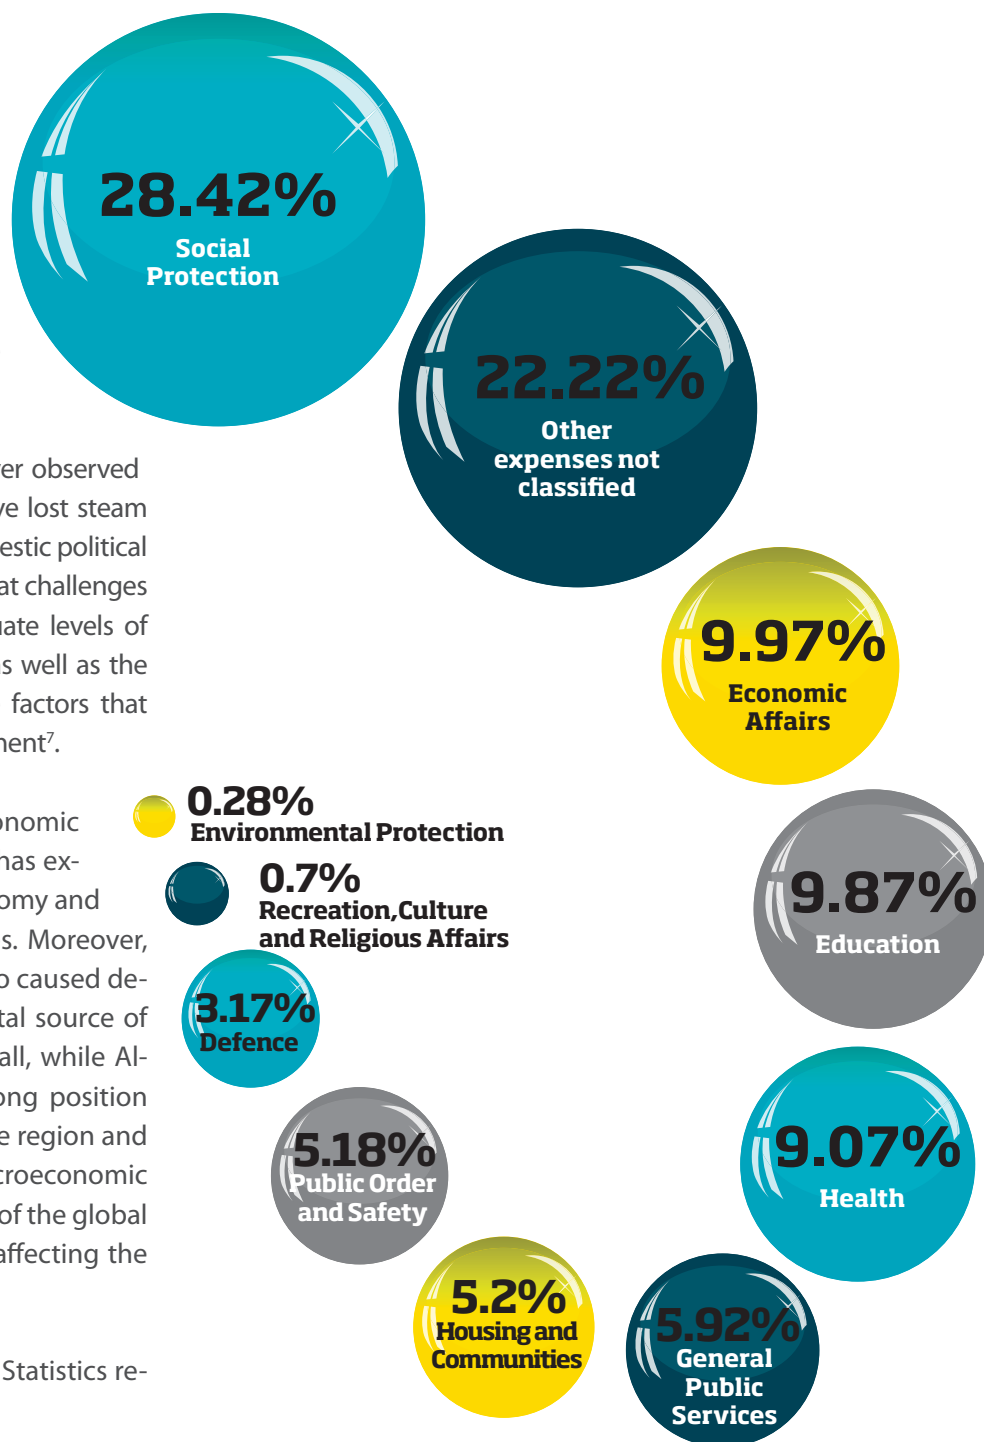 28.42%
Social
Protection
22.22%
Other
expenses not
classified
9.97%
Economic
Affairs
9.87%
Education
9.07%
Health
5.92%
General
Public
Services
5.2%
Housing and
Communities
5.18%
Public Order
and Safety
3.17%
Defence
0.7%
Recreation, Culture
and Religious Affairs
0.28%
Environmental Protection
er observed
ve lost steam
estic political
at challenges
uate levels of
as well as the
factors that
ment⁷.
onomic
has ex-
omy and
s. Moreover,
o caused de-
tal source of
all, while Al-
ong position
e region and
croeconomic
of the global
affecting the
Statistics re-